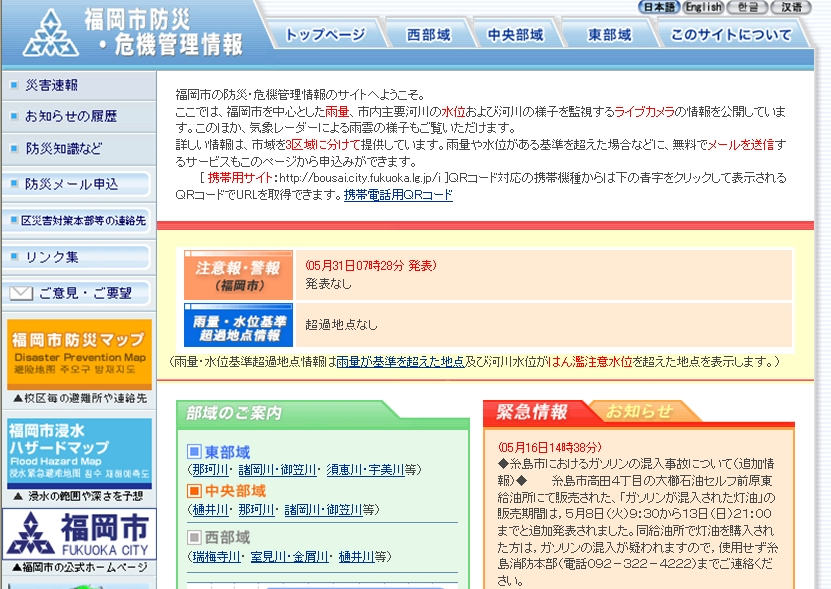 福岡市防災
・危機管理情報
日本語 English 한글 汉语
トップページ 西部域 中央部域 東部域 このサイトについて
災害速報
お知らせの履歴
防災知識など
防災メール申込
区災害対策本部等の連絡先
リンク集
ご意見・ご要望
福岡市防災マップ
Disaster Prevention Map
避险地图 주요구 방재지도
▲校区毎の避難所や連絡先
福岡市浸水
ハザードマップ
Flood Hazard Map
浸水紧急避难地图 침수 재해예측도
▲ 浸水の範囲や深さを予想
福岡市
FUKUOKA CITY
▲福岡市の公式ホームページ
福岡市の防災・危機管理情報のサイトへようこそ。
ここでは、福岡市を中心とした雨量、市内主要河川の水位および河川の様子を監視するライブカメラの情報を公開していま
す。このほか、気象レーダーによる雨雲の様子もご覧いただけます。
詳しい情報は、市域を3区域に分けて提供しています。雨量や水位がある基準を超えた場合などに、無料でメールを送信す
るサービスもこのページから申込みができます。
[ 携帯用サイト:http://bousai.city.fukuoka.lg.jp/i ]QRコード対応の携帯機種からは下の青字をクリックして表示される
QRコードでURLを取得できます。携帯電話用QRコード
注意報・警報
(福岡市)
(05月31日07時28分 発表)
発表なし
雨量・水位基準
超過地点情報
超過地点なし
(雨量・水位基準超過地点情報は雨量が基準を超えた地点及び河川水位がはん濫注意水位を超えた地点を表示します。)
部域のご案内
東部域
(那珂川・ 諸岡川・御笠川・ 須恵川・宇美川等)
中央部域
(樋井川・ 那珂川・ 諸岡川・御笠川等)
西部域
(瑞梅寺川・ 室見川・金屑川・ 樋井川等)
緊急情報 お知らせ
(05月16日14時38分)
◆糸島市におけるガソリンの混入事故について(追加情
報)◆ 糸島市高田4丁目の大櫛石油セルフ前原東
給油所にて販売された、「ガソリンが混入された灯油」の
販売期間は、5月8日(火)9:30から13日(日)21:00
までと追加発表されました。同給油所で灯油を購入され
た方は、ガソリンの混入が疑われますので、使用せず糸
島消防本部(電話092－322－4222)までご連絡くだ
さい。